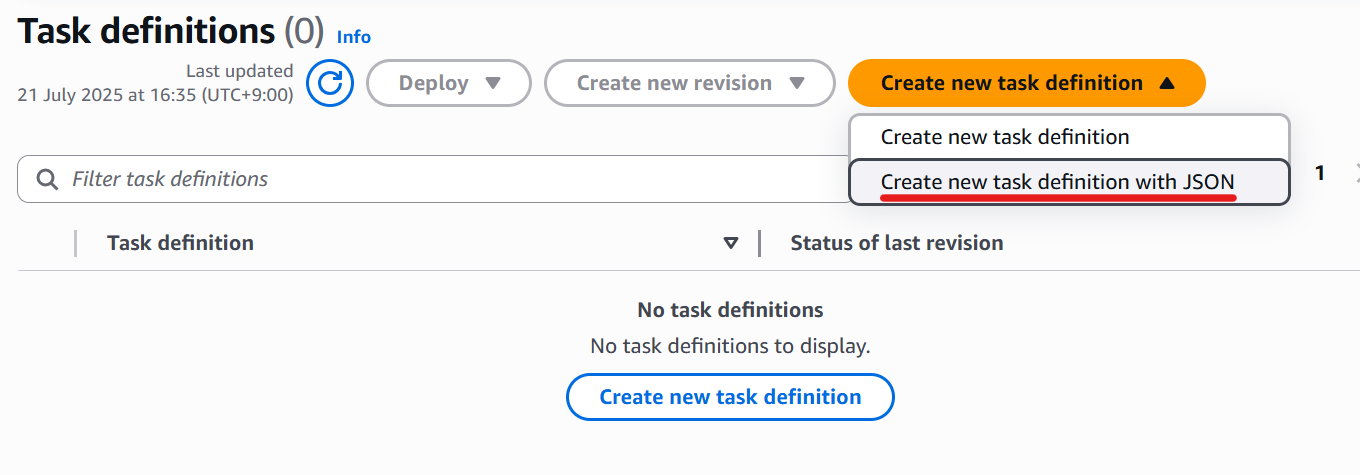 Task definitions (0) Info
Last updated
21 July 2025 at 16:35 (UTC+9:00)
Deploy
Create new revision
Create new task definition
Create new task definition
Create new task definition with JSON
Filter task definitions
1
Task definition
Status of last revision
No task definitions
No task definitions to display.
Create new task definition